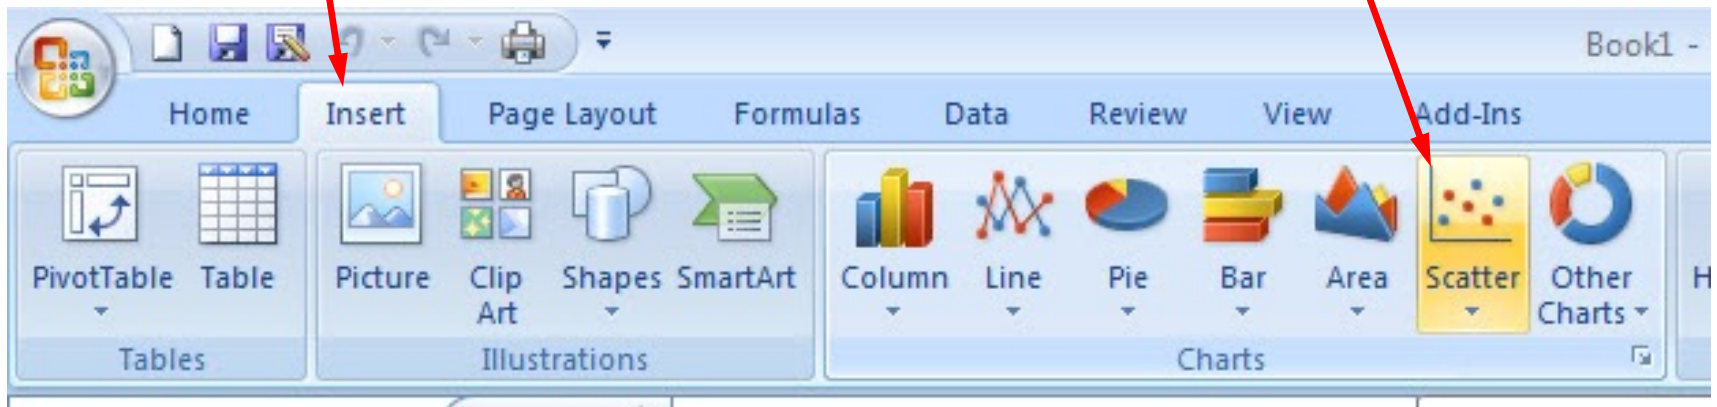 Book1 -
Home Insert Page Layout Formulas Data Review View Add-Ins
PivotTable Table Picture Clip Shapes SmartArt Column Line Pie Bar Area Scatter Other H
Art Charts
Tables Illustrations Charts